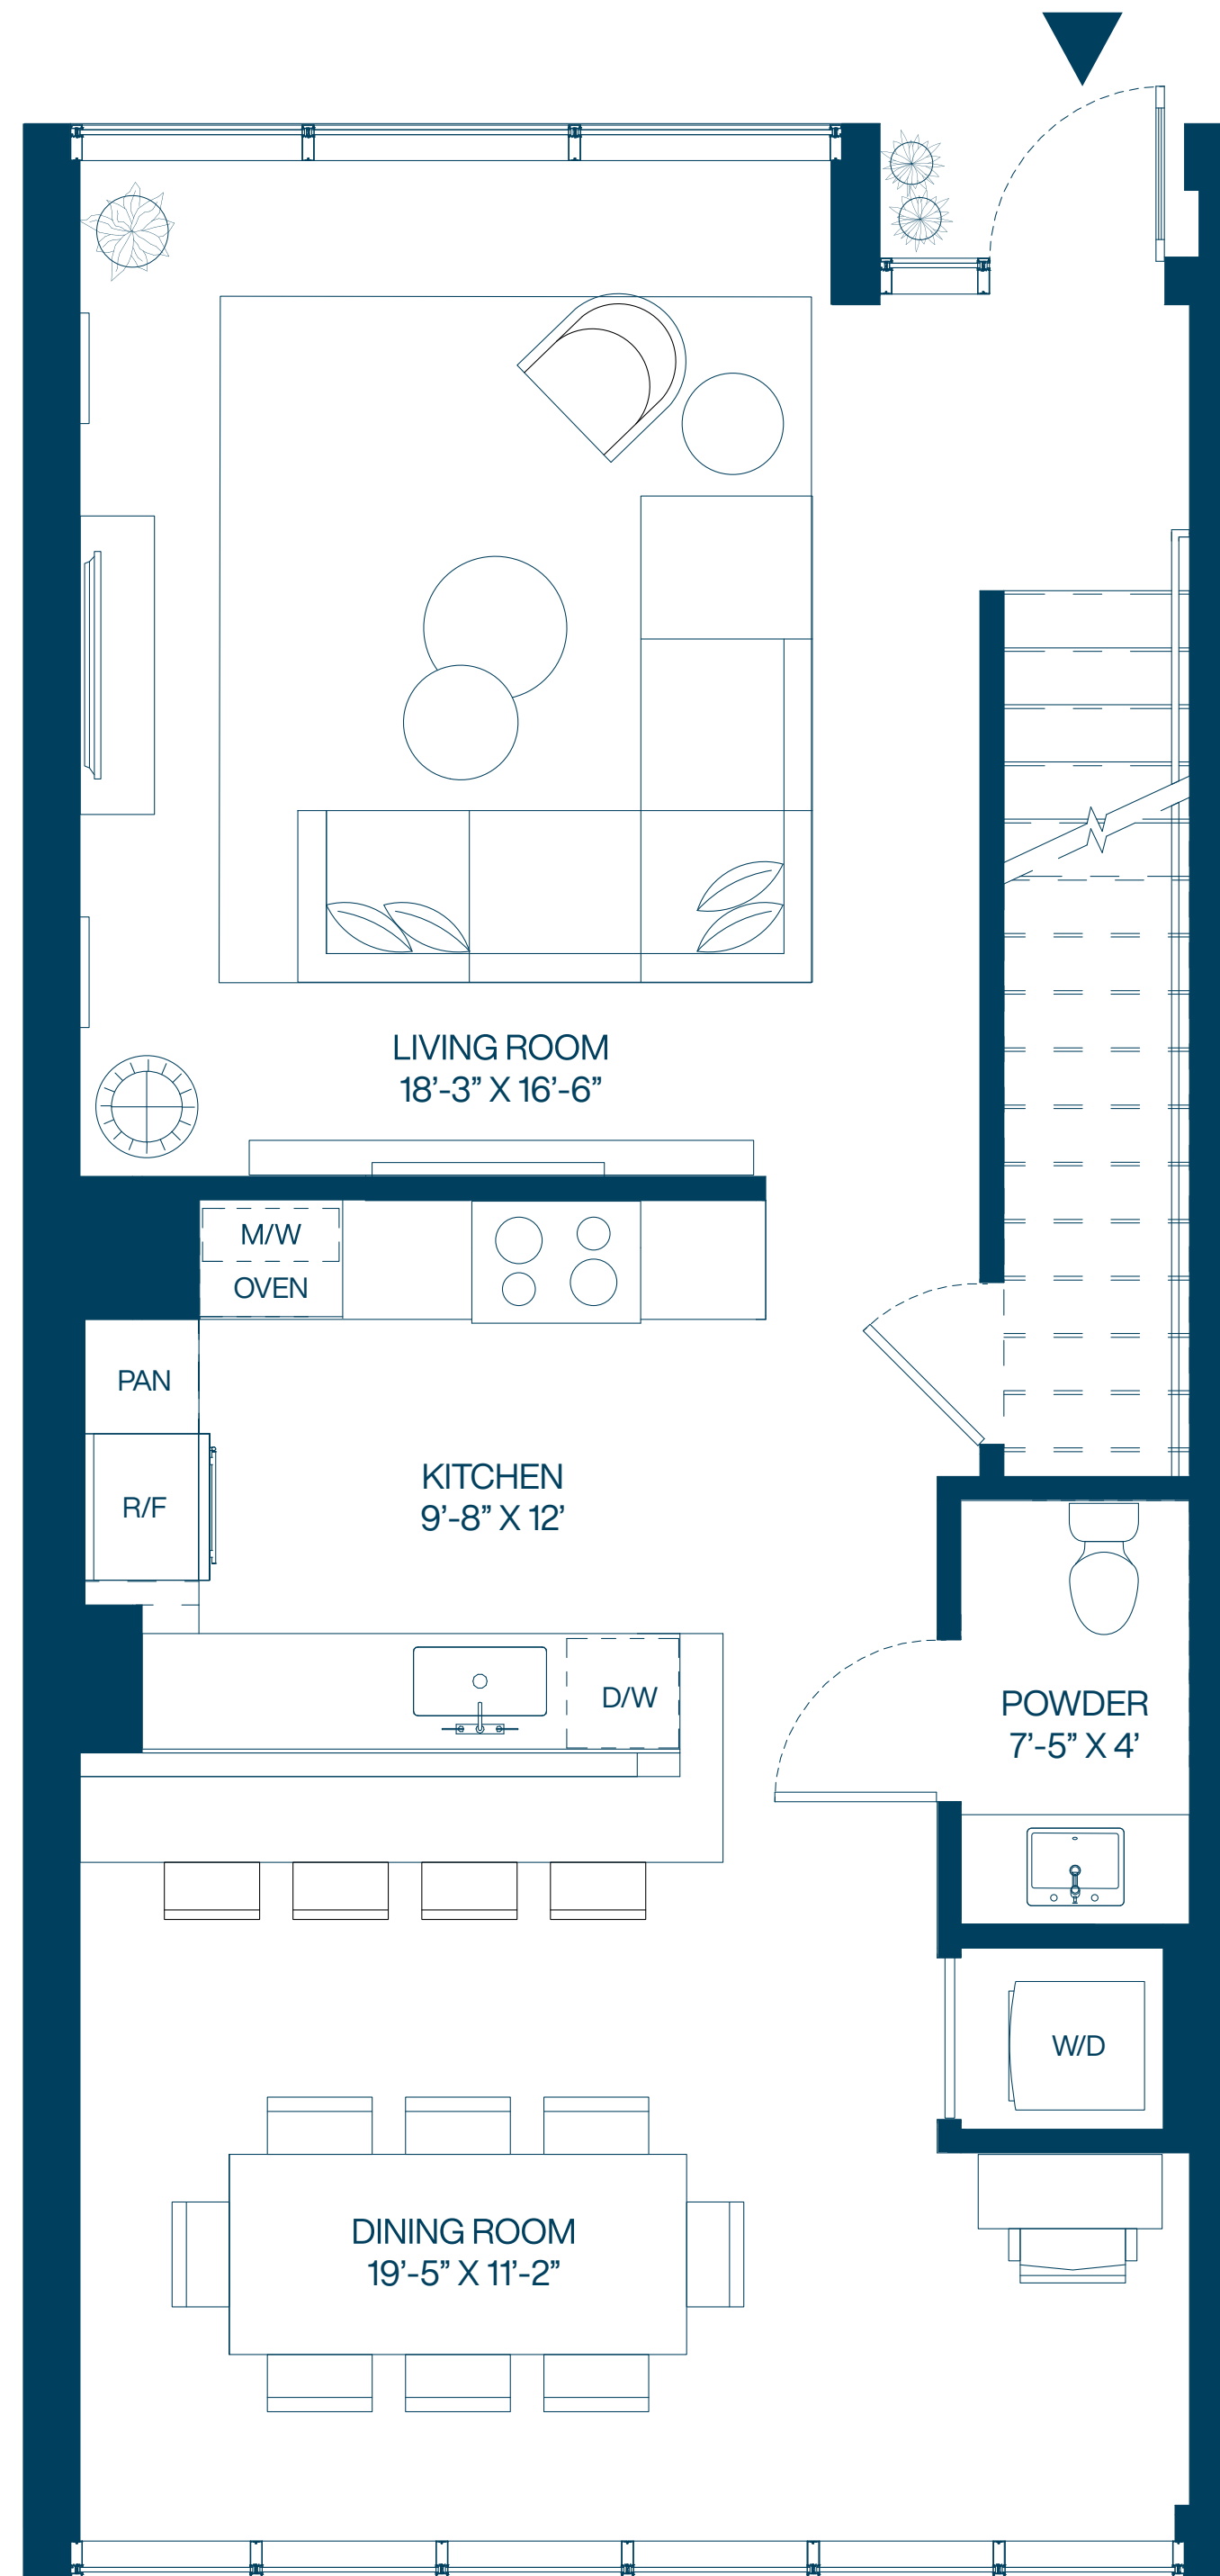 LIVING ROOM
18’-3” X 16’-6”
M/W
OVEN
PAN
R/F
KITCHEN
9’-8” X 12’
D/W
POWDER
7’-5” X 4’
W/D
DINING ROOM
19’-5” X 11’-2”